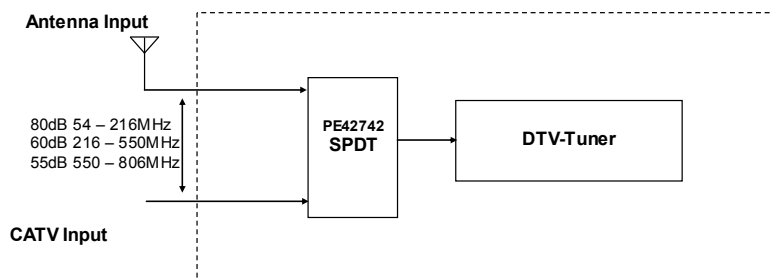 Antenna Input
80dB 54 – 216MHz
60dB 216 – 550MHz
55dB 550 – 806MHz
PE42742
SPDT
DTV-Tuner
CATV Input